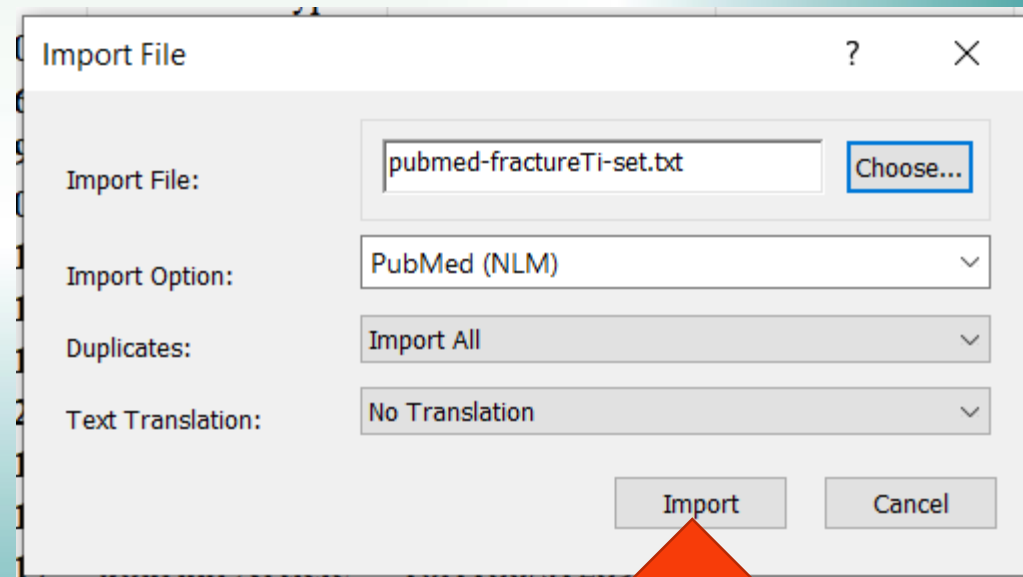 Import File ?
Import File: pubmed-fractureTi-set.txt Choose...
Import Option: PubMed (NLM)
Duplicates: Import All
Text Translation: No Translation
Import Cancel